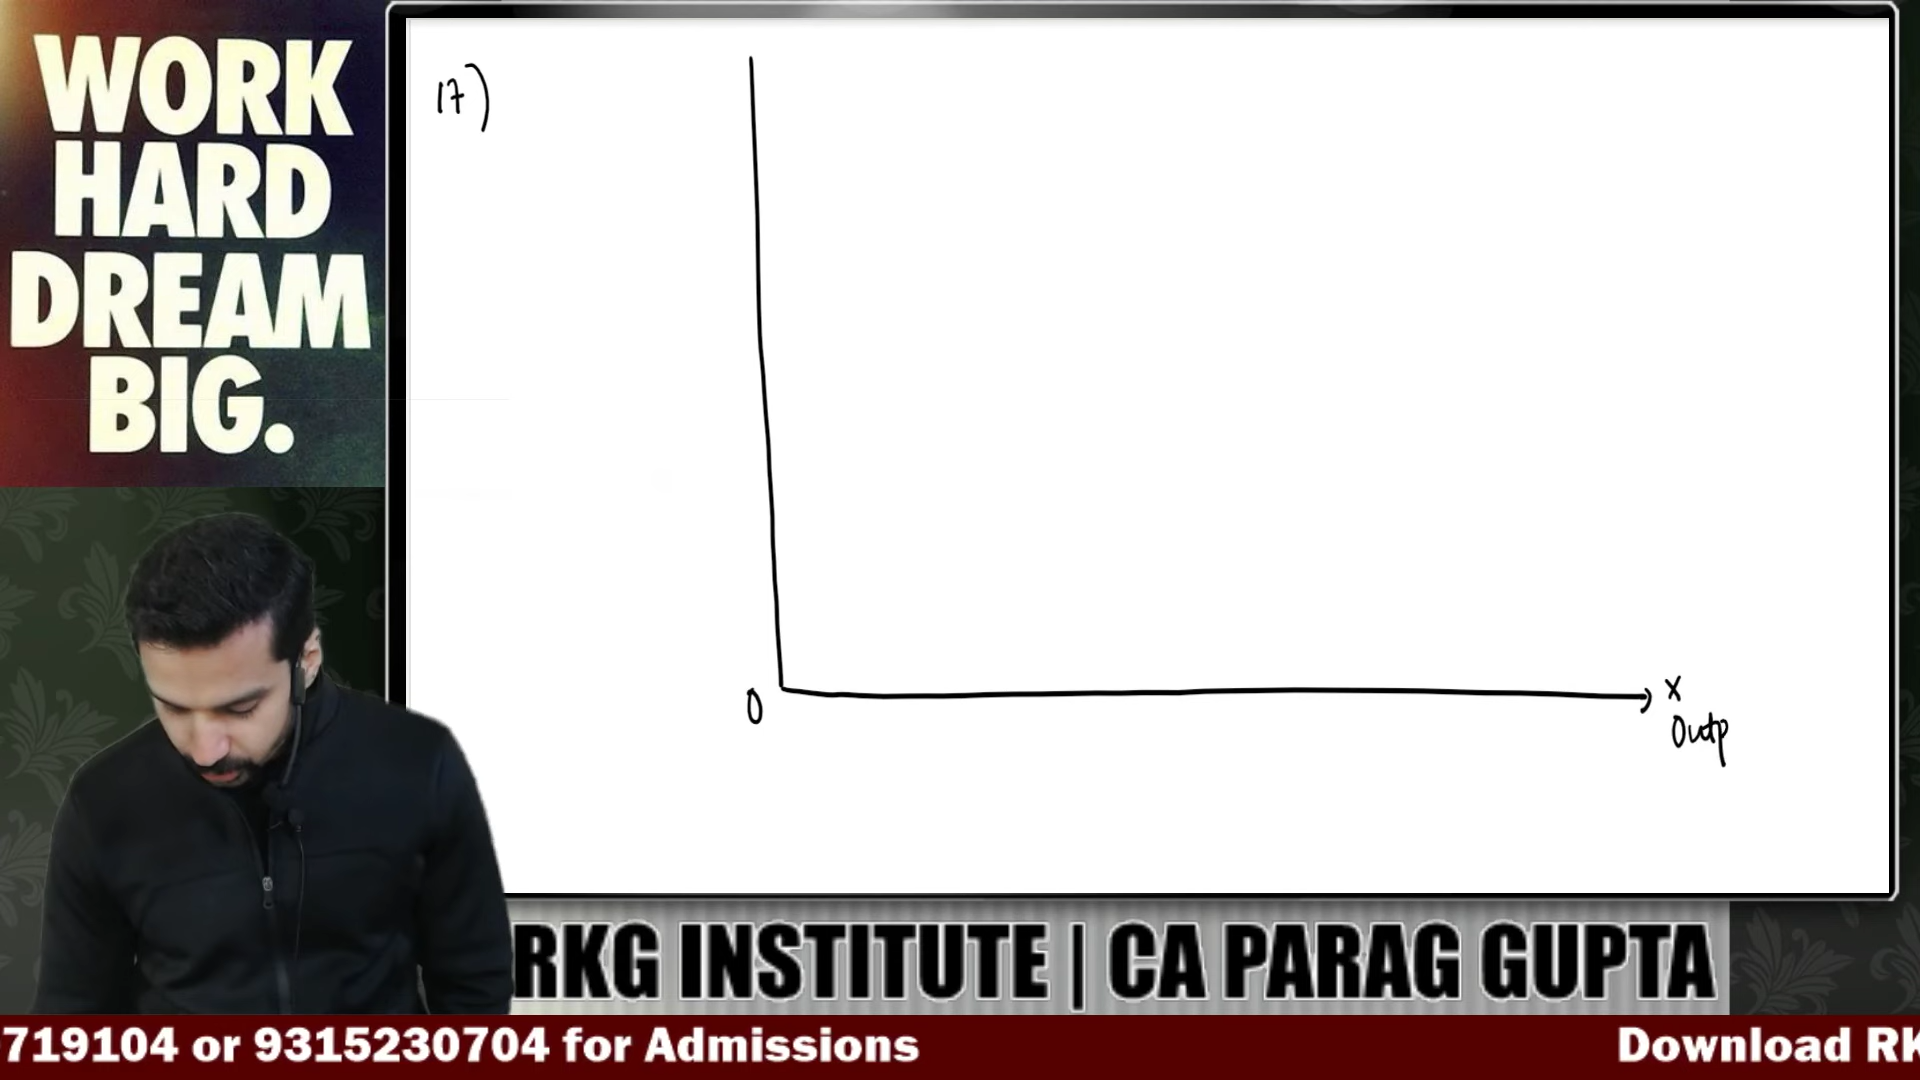 WORK
HARD
DREAM
BIG.
17)
0
x
Outp
RKG INSTITUTE | CA PARAG GUPTA
719104 or 9315230704 for Admissions
Download RK